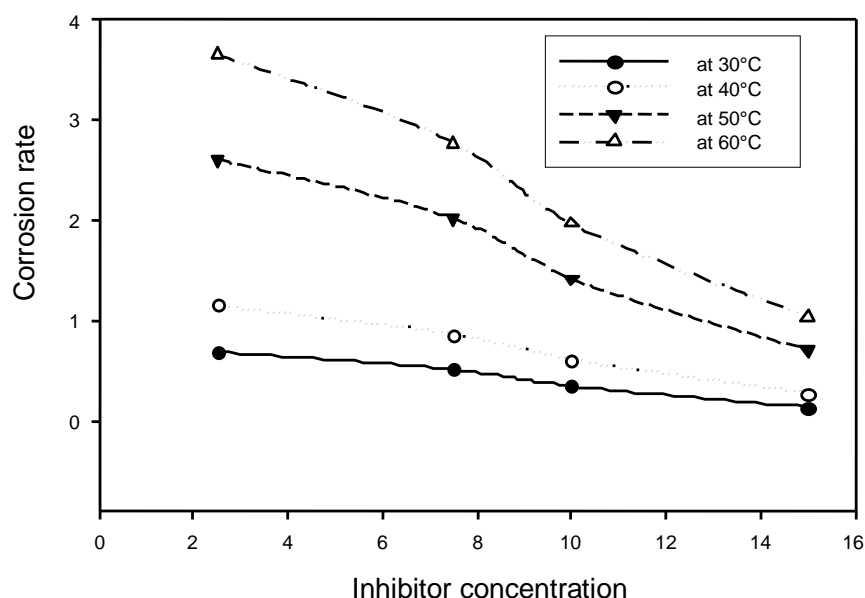 4
3
2
1
0
Corrosion rate
at 30°C
at 40°C
at 50°C
at 60°C
0 2 4 6 8 10 12 14 16
Inhibitor concentration